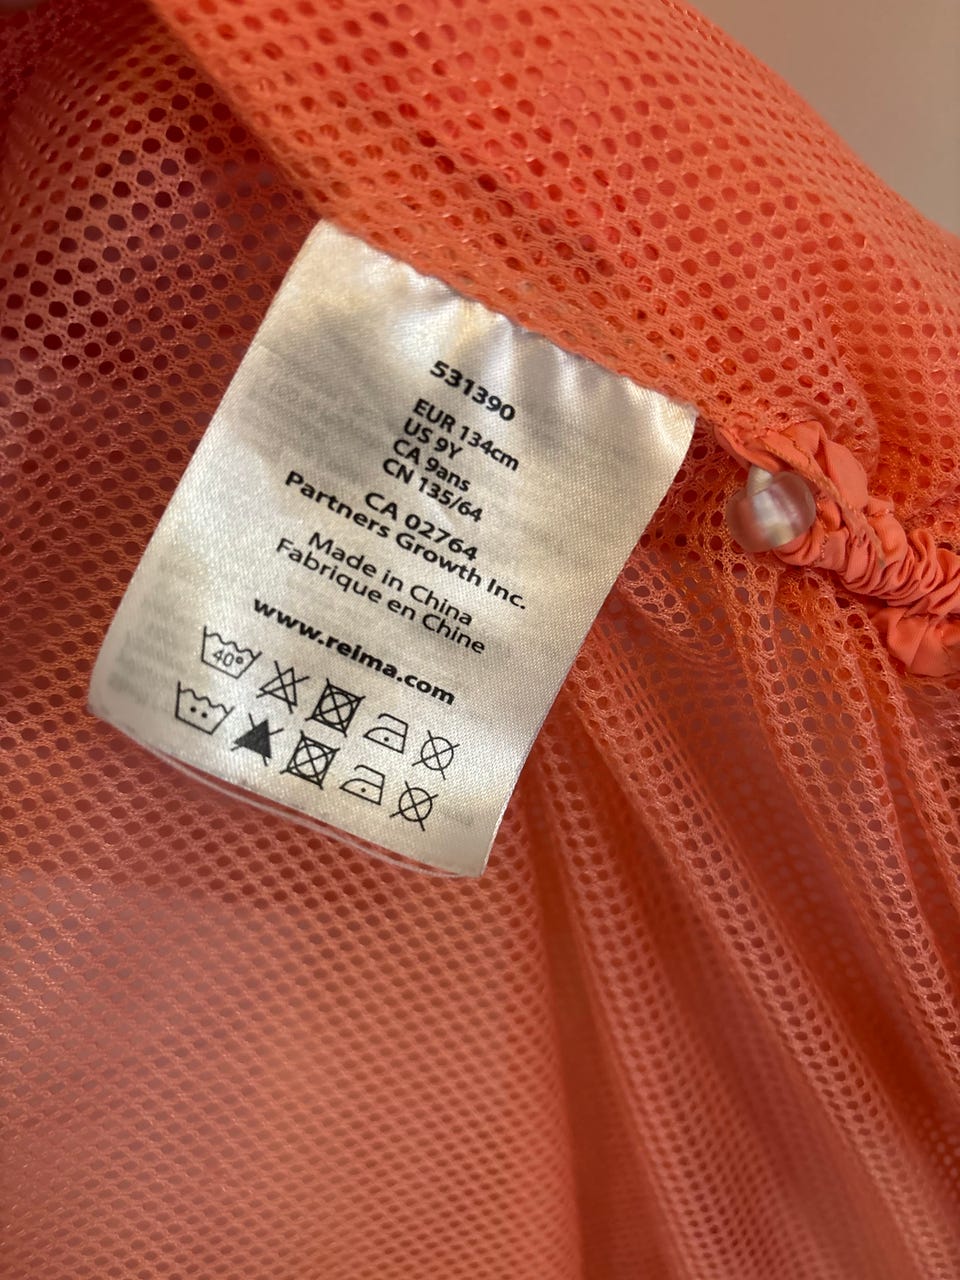 531390
EUR 134cm
US 9Y
CA 9ans
CN 135/64
CA 02764
Partners Growth Inc.
Made in China
Fabrique en Chine
www.reima.com
40°